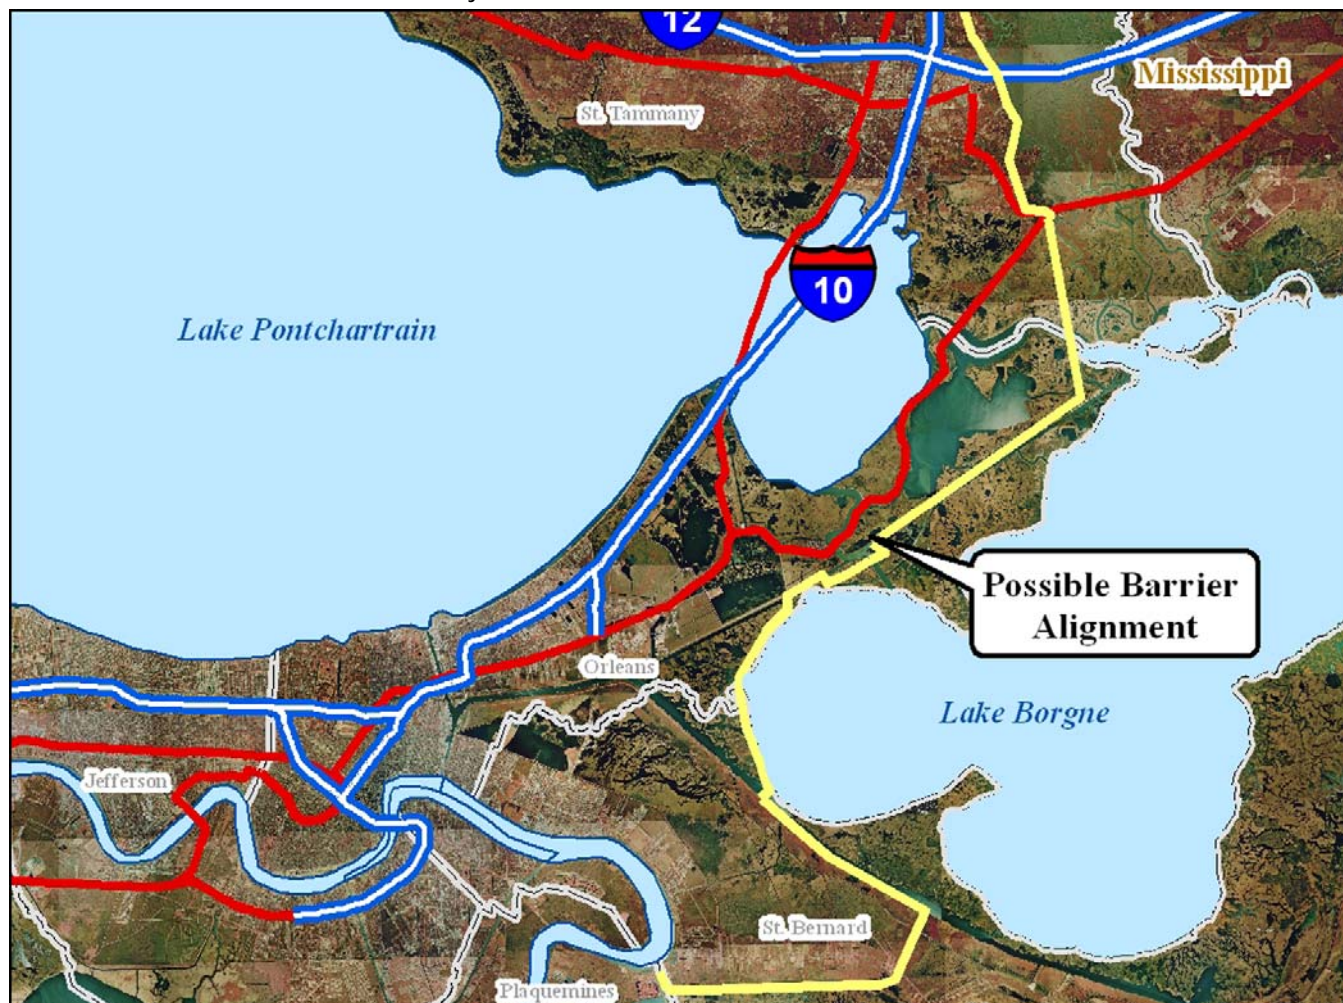 12
Mississippi
St. Tammany
10
Lake Pontchartrain
Possible Barrier
Alignment
Orleans
Lake Borgne
Jefferson
St. Bernard
Plaquemines